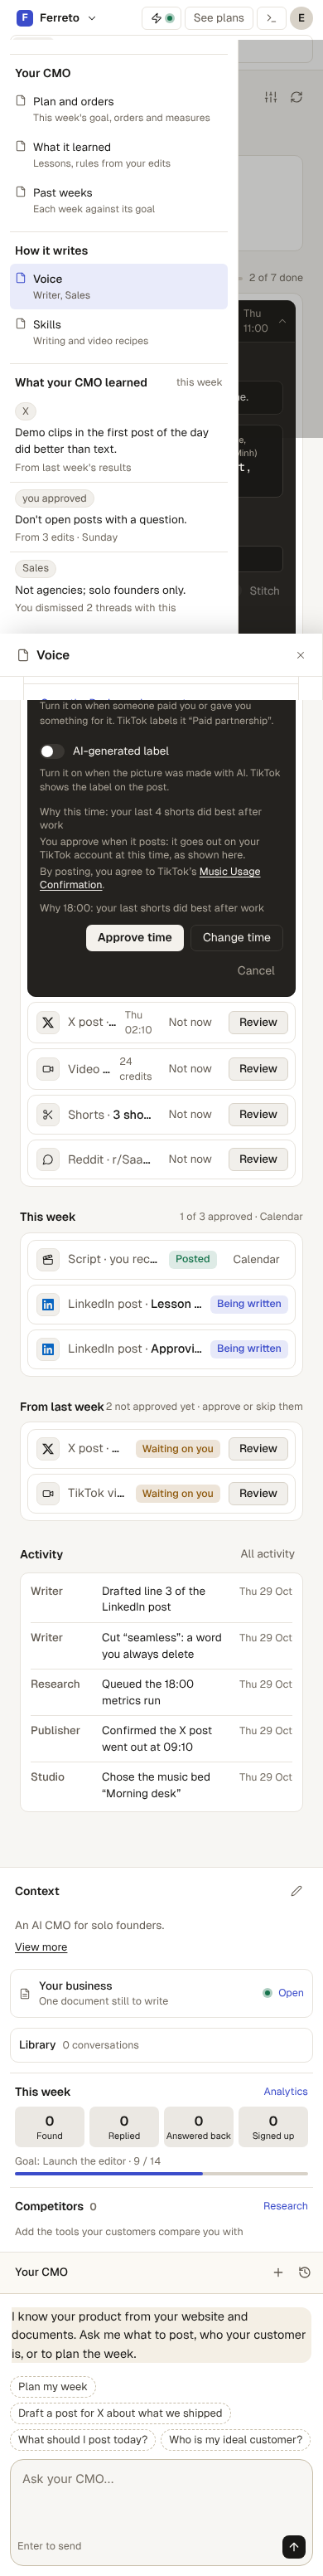 F Ferreto
See plans
E
Your CMO
Plan and orders
This week's goal, orders and measures
What it learned
Lessons, rules from your edits
Past weeks
Each week against its goal
2 of 7 done
How it writes
Voice
Writer, Sales
Thu
11:00
Skills
Writing and video recipes
What your CMO learned this week
X
Demo clips in the first post of the day
did better than text.
From last week's results
you approved
Don't open posts with a question.
From 3 edits · Sunday
Sales
Not agencies; solo founders only.
You dismissed 2 threads with this
Stitch
Voice
Turn it on when someone paid you or gave you
something for it. TikTok labels it “Paid partnership”.
AI-generated label
Turn it on when the picture was made with AI. TikTok
shows the label on the post.
Why this time: your last 4 shorts did best after
work
You approve when it posts: it goes out on your
TikTok account at this time, as shown here.
By posting, you agree to TikTok's Music Usage
Confirmation.
Why 18:00: your last shorts did best after work
Approve time
Change time
Cancel
X post ·... Thu 02:10 Not now Review
Video ... 24 credits Not now Review
Shorts · 3 sho... Not now Review
Reddit · r/Saa... Not now Review
This week 1 of 3 approved · Calendar
Script · you rec... Posted Calendar
LinkedIn post · Lesson ... Being written
LinkedIn post · Approvi... Being written
From last week 2 not approved yet · approve or skip them
X post · ... Waiting on you Review
TikTok vi... Waiting on you Review
Activity All activity
Writer Drafted line 3 of the Thu 29 Oct
LinkedIn post
Writer Cut “seamless”: a word Thu 29 Oct
you always delete
Research Queued the 18:00 Thu 29 Oct
metrics run
Publisher Confirmed the X post Thu 29 Oct
went out at 09:10
Studio Chose the music bed Thu 29 Oct
“Morning desk”
Context
An AI CMO for solo founders.
View more
Your business
One document still to write
Open
Library 0 conversations
This week Analytics
0 0 0 0
Found Replied Answered back Signed up
Goal: Launch the editor · 9 / 14
Competitors 0 Research
Add the tools your customers compare you with
Your CMO
I know your product from your website and
documents. Ask me what to post, who your customer
is, or to plan the week.
Plan my week
Draft a post for X about what we shipped
What should I post today? Who is my ideal customer?
Ask your CMO...
Enter to send